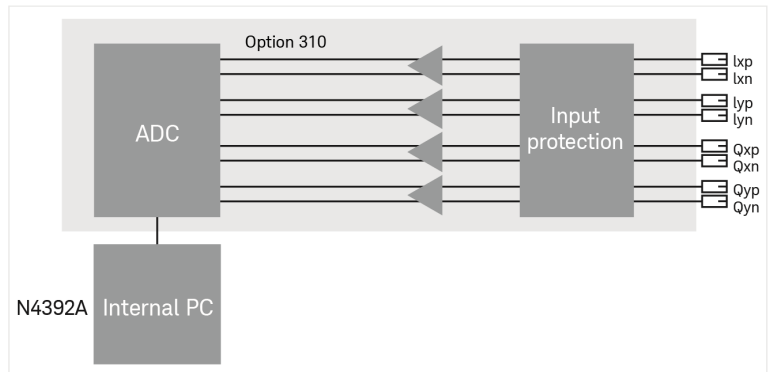 Option 310
ADC
Input
protection
Ixp
Ixn
Iyp
Iyn
Qxp
Qxn
Qyp
Qyn
N4392A
Internal PC